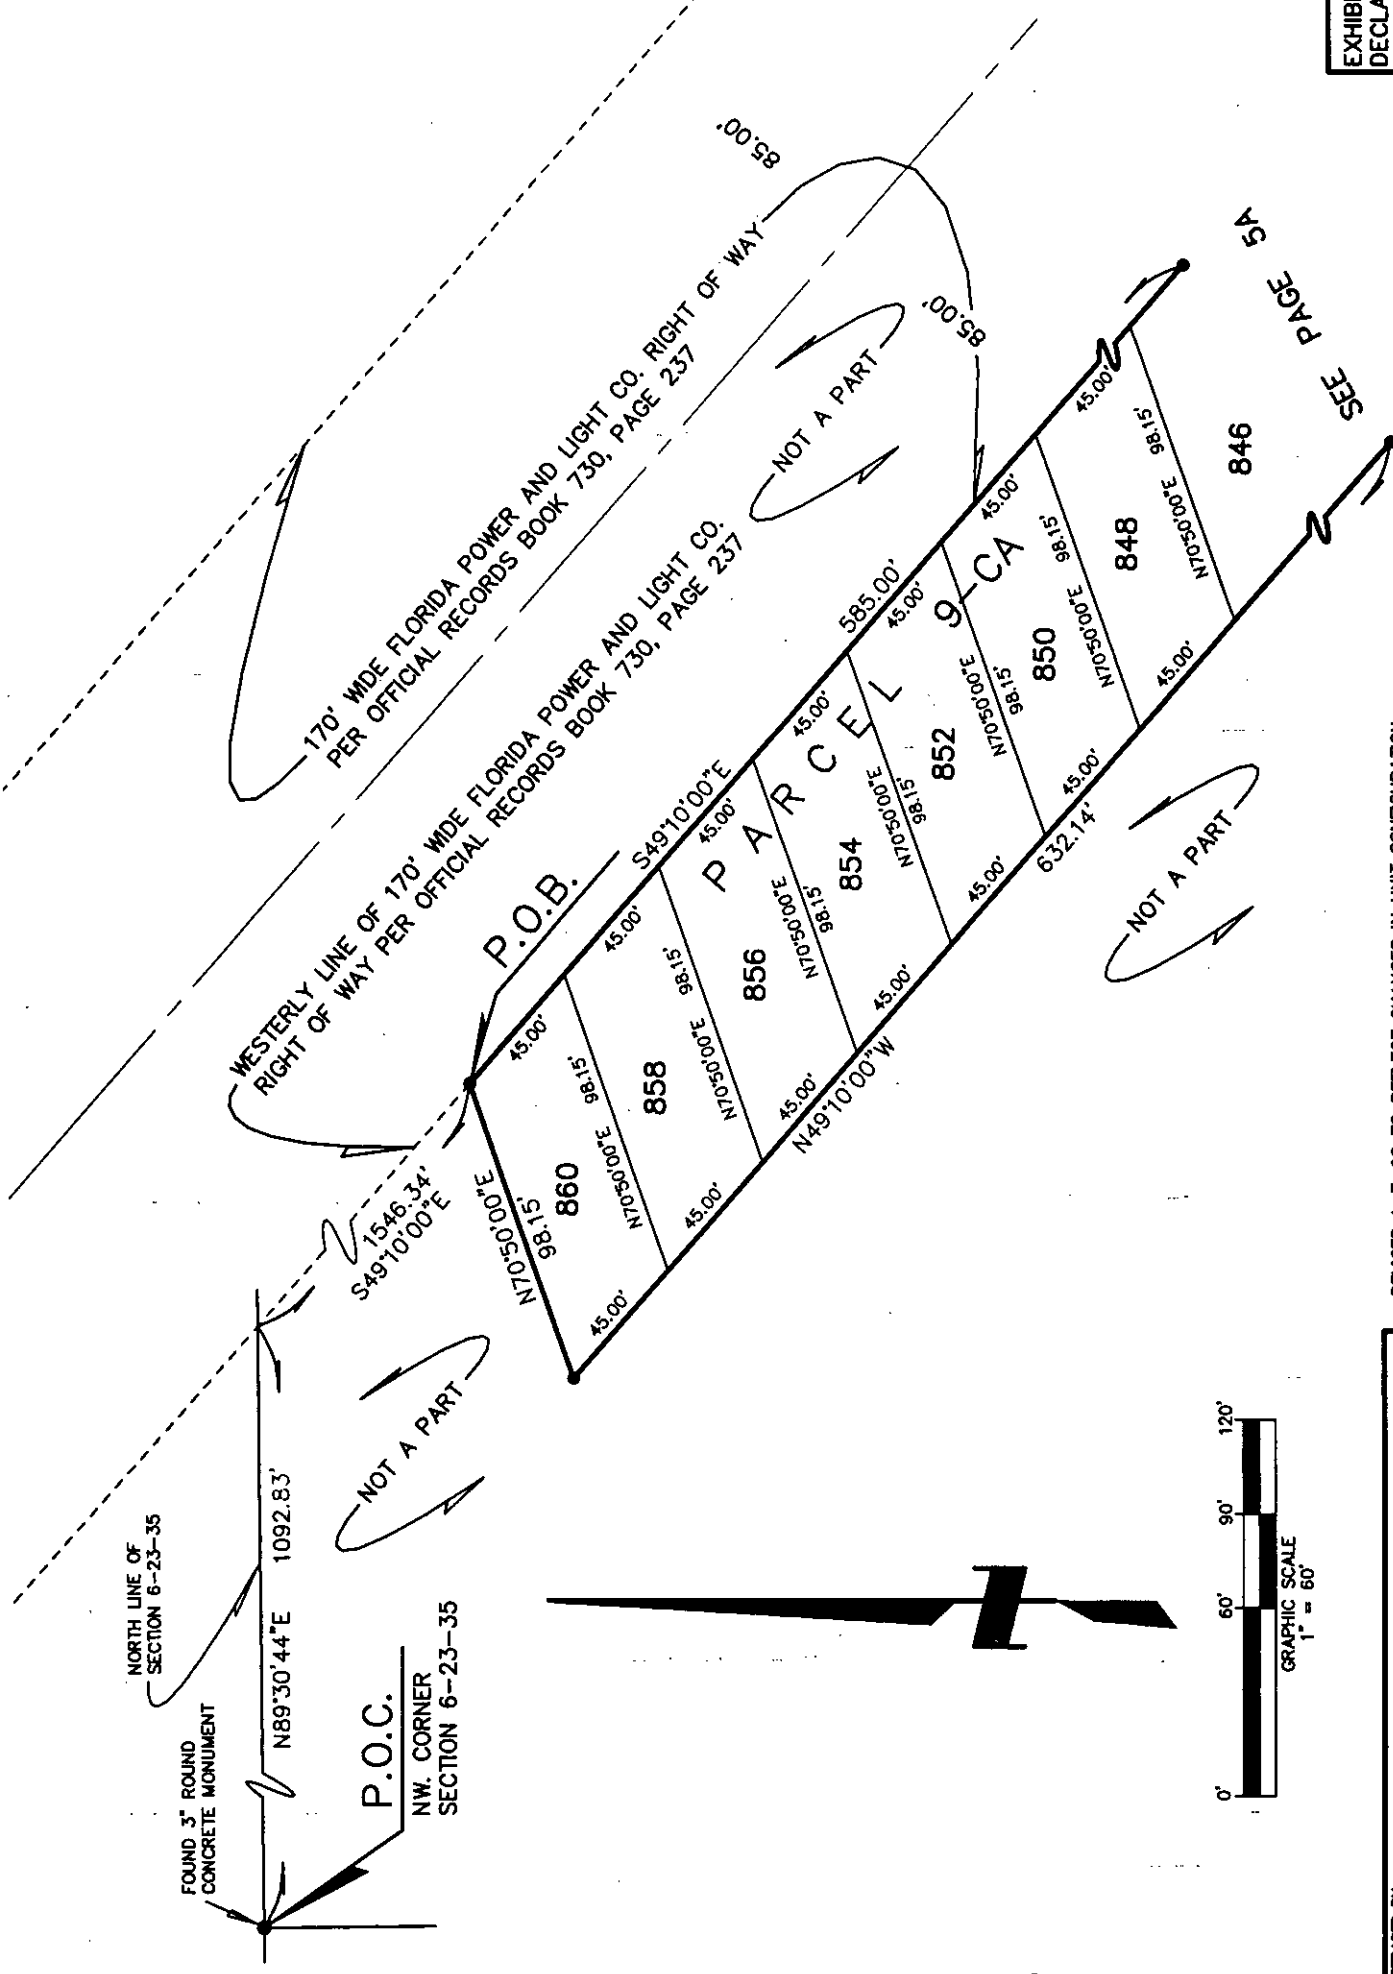 FOUND 3" ROUND
CONCRETE MONUMENT
NORTH LINE OF
SECTION 6-23-35
N89°30'44"E 1092.83'
P.O.C.
NW. CORNER
SECTION 6-23-35
NOT A PART
1546.34'
S49°10'00"E
WESTERLY LINE OF 170' WIDE FLORIDA POWER AND LIGHT CO.
RIGHT OF WAY PER OFFICIAL RECORDS BOOK 730, PAGE 237
170' WIDE FLORIDA POWER AND LIGHT CO. RIGHT OF WAY
PER OFFICIAL RECORDS BOOK 730, PAGE 237
85.00'
85.00'
NOT A PART
P.O.B.
S49°10'00"E
585.00'
45.00'
45.00'
45.00'
45.00'
45.00'
45.00'
45.00'
PARCEL 9-CA
N70°50'00"E
98.15'
860
N70°50'00"E 98.15'
858
N70°50'00"E 98.15'
856
N70°50'00"E
98.15'
854
N70°50'00"E
98.15'
852
N70°50'00"E
98.15'
850
N70°50'00"E 98.15'
848
N70°50'00"E 98.15'
846
45.00'
45.00'
45.00'
45.00'
45.00'
45.00'
45.00'
N49°10'00"W
632.14'
NOT A PART
SEE PAGE 5A
0' 60' 90' 120'
GRAPHIC SCALE
1" = 60'